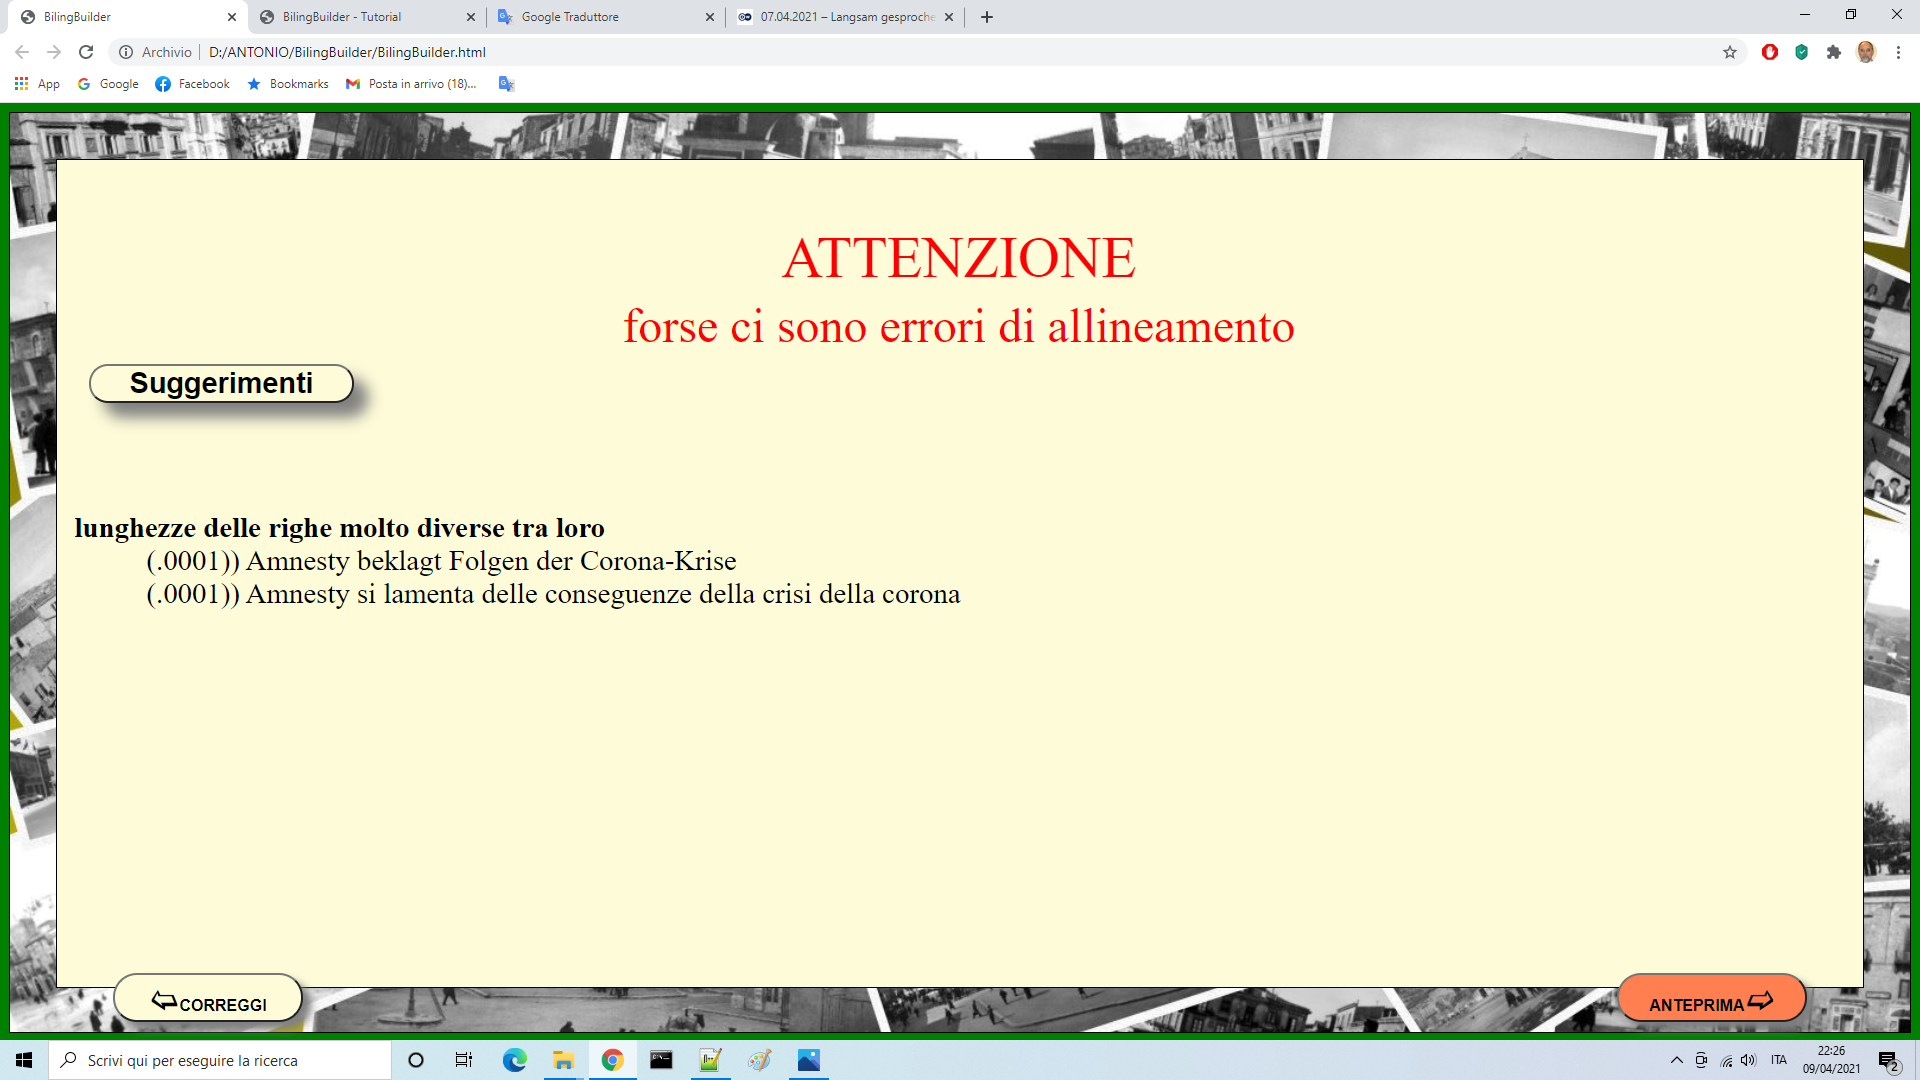 BilingBuilder
BilingBuilder - Tutorial
Google Traduttore
07.04.2021 – Langsam gesproche
Archivio
D:/ANTONIO/BilingBuilder/BilingBuilder.html
App
Google
Facebook
Bookmarks
Posta in arrivo (18)...
ATTENZIONE
forse ci sono errori di allineamento
Suggerimenti
lunghezze delle righe molto diverse tra loro
(.0001)) Amnesty beklagt Folgen der Corona-Krise
(.0001)) Amnesty si lamenta delle conseguenze della crisi della corona
CORREGGI
ANTEPRIMA
Scrivi qui per eseguire la ricerca
ITA
22:26
09/04/2021
2